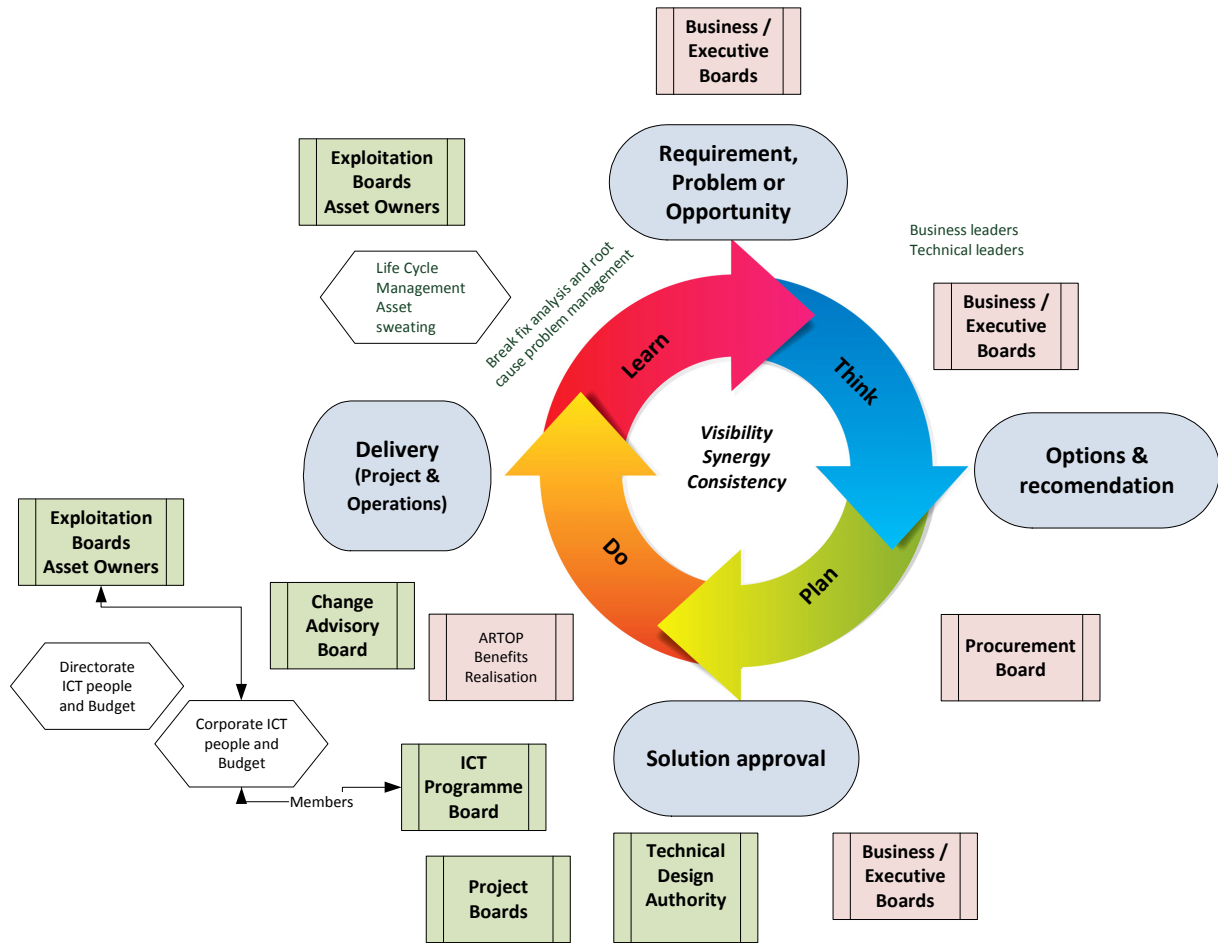 Business /
Executive
Boards
Exploitation
Boards
Asset Owners
Requirement,
Problem or
Opportunity
Business leaders
Technical leaders
Life Cycle
Management
Asset
sweating
Break fix analysis and root
cause problem management
Business /
Executive
Boards
Learn
Think
Visibility
Synergy
Consistency
Delivery
(Project &
Operations)
Options &
recomendation
Exploitation
Boards
Asset Owners
Do
Plan
Change
Advisory
Board
ARTOP
Benefits
Realisation
Procurement
Board
Directorate
ICT people
and Budget
Corporate ICT
people and
Budget
Solution approval
Members
ICT
Programme
Board
Project
Boards
Technical
Design
Authority
Business /
Executive
Boards